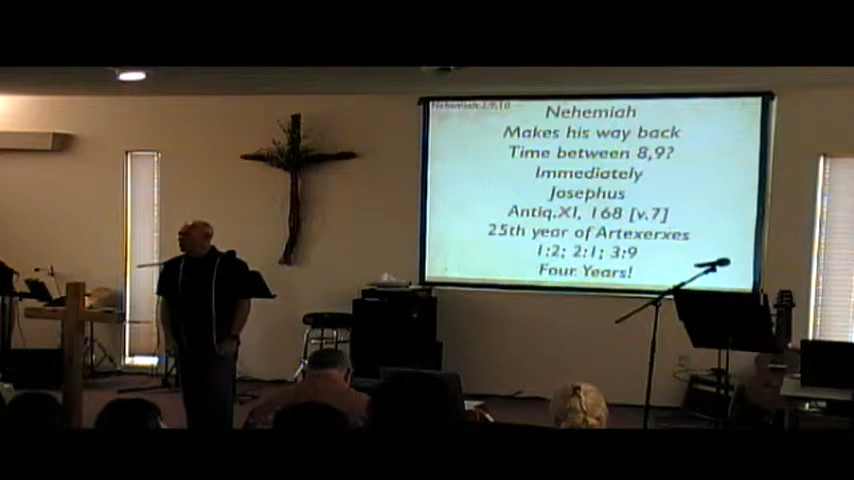 Nehemiah 2:9,10
Nehemiah
Makes his way back
Time between 8,9?
Immediately
Josephus
Antiq.XI, 168 [v.7]
25th year of Artexerxes
1:2; 2:1; 3:9
Four Years!